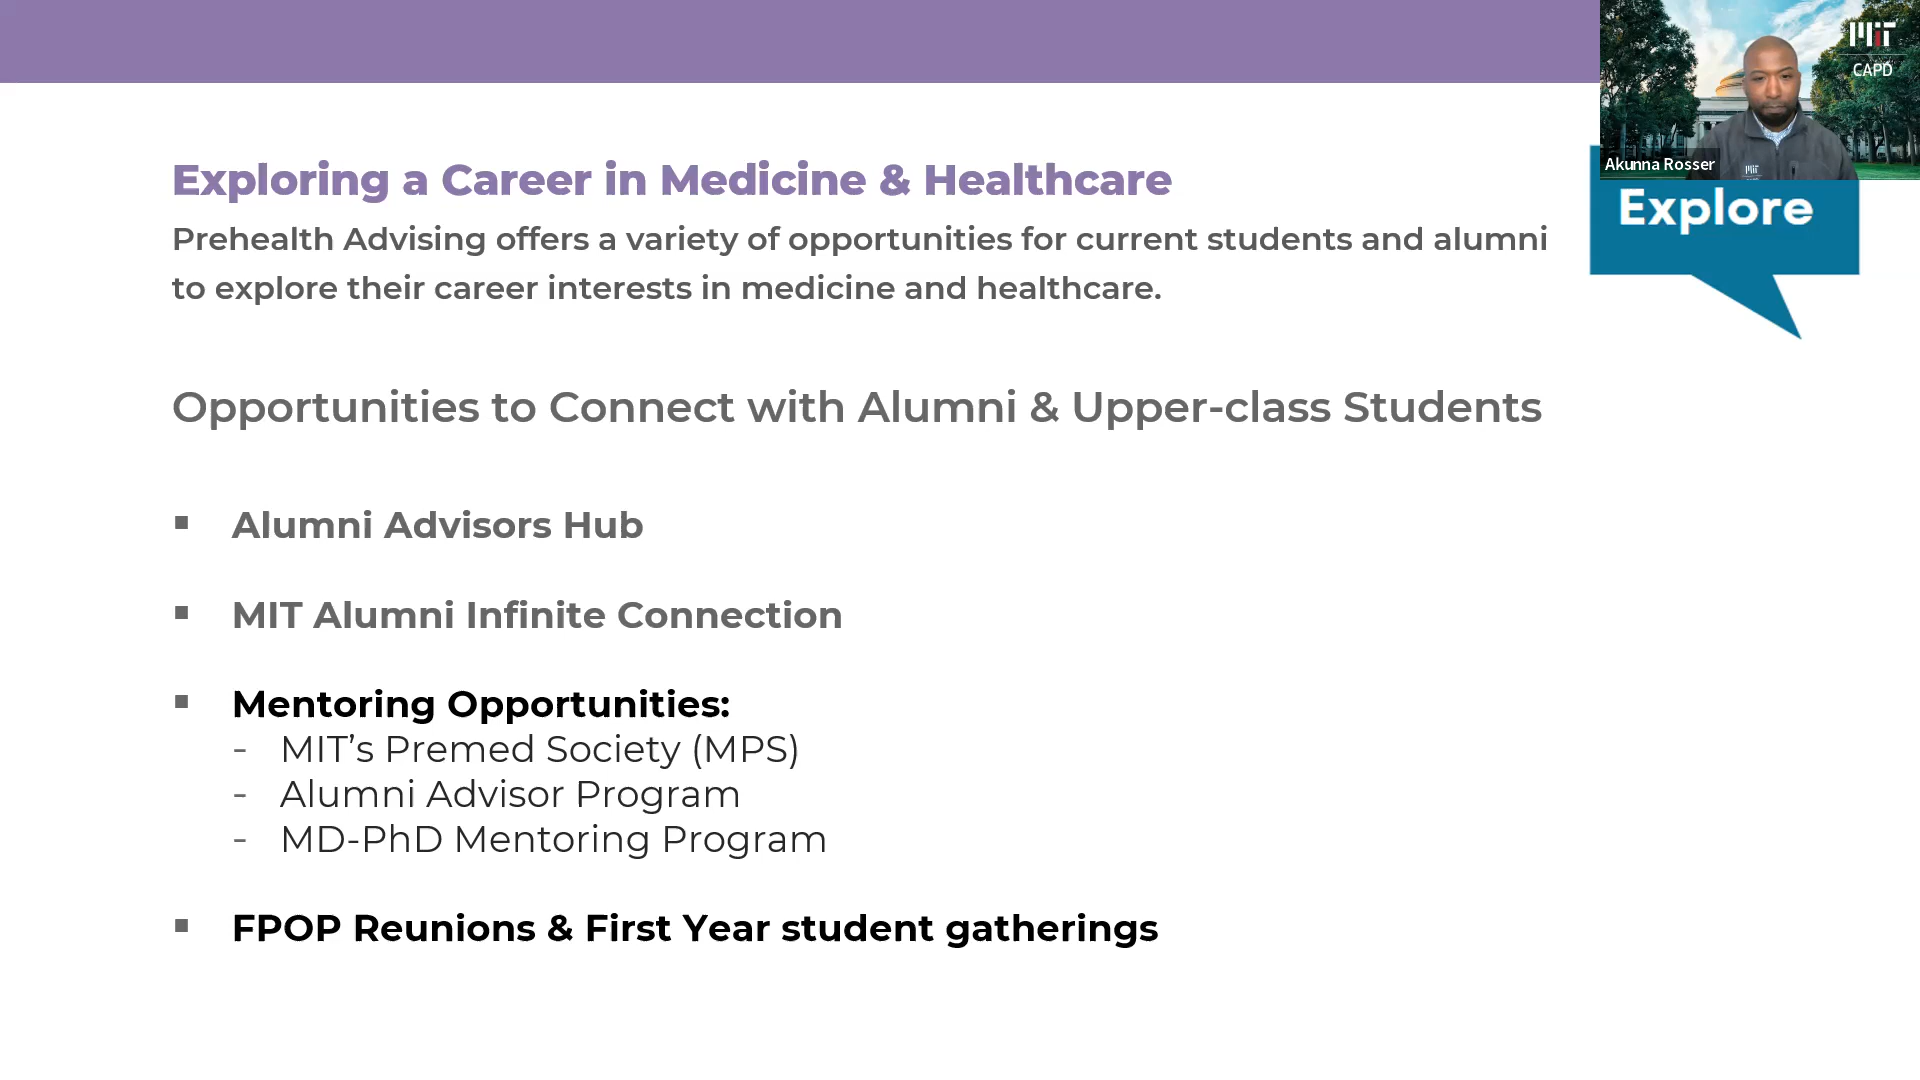 Exploring a Career in Medicine & Healthcare
Prehealth Advising offers a variety of opportunities for current students and alumni
to explore their career interests in medicine and healthcare.
Opportunities to Connect with Alumni & Upper-class Students
▪ Alumni Advisors Hub
▪ MIT Alumni Infinite Connection
▪ Mentoring Opportunities:
- MIT’s Premed Society (MPS)
- Alumni Advisor Program
- MD-PhD Mentoring Program
▪ FPOP Reunions & First Year student gatherings
MIT
CAPD
MIT
Akunna Rosser
Explore